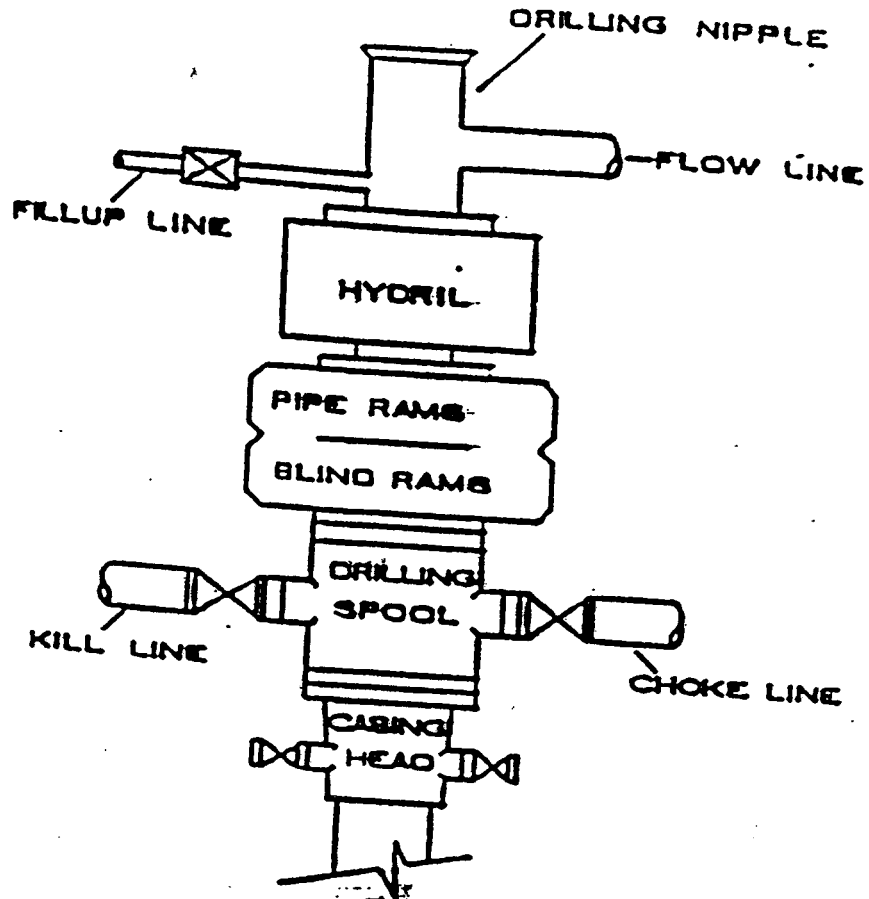 DRILLING NIPPLE
FLOW LINE
FILLUP LINE
HYDRIL
PIPE RAMS
BLIND RAMS
DRILLING
SPOOL
KILL LINE
CHOKE LINE
CASING
HEAD